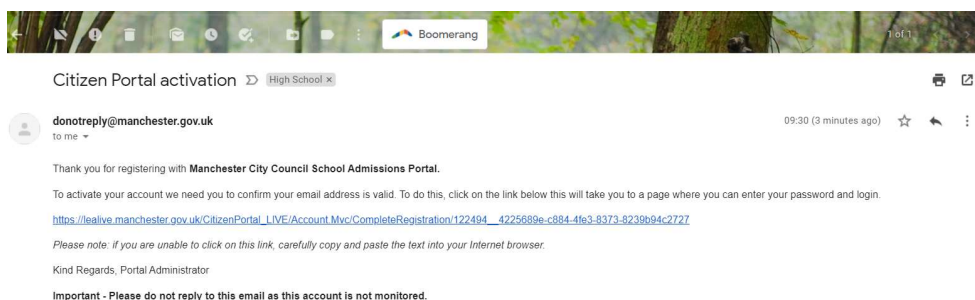 Boomerang
1 of 1
Citizen Portal activation High School ×
donotreply@manchester.gov.uk 09:30 (3 minutes ago)
to me
Thank you for registering with Manchester City Council School Admissions Portal.
To activate your account we need you to confirm your email address is valid. To do this, click on the link below this will take you to a page where you can enter your password and login.
https://lealive.manchester.gov.uk/CitizenPortal_LIVE/Account.Mvc/CompleteRegistration/122494__4225689e-c884-4fe3-8373-8239b94c2727
Please note: if you are unable to click on this link, carefully copy and paste the text into your Internet browser.
Kind Regards, Portal Administrator
Important - Please do not reply to this email as this account is not monitored.